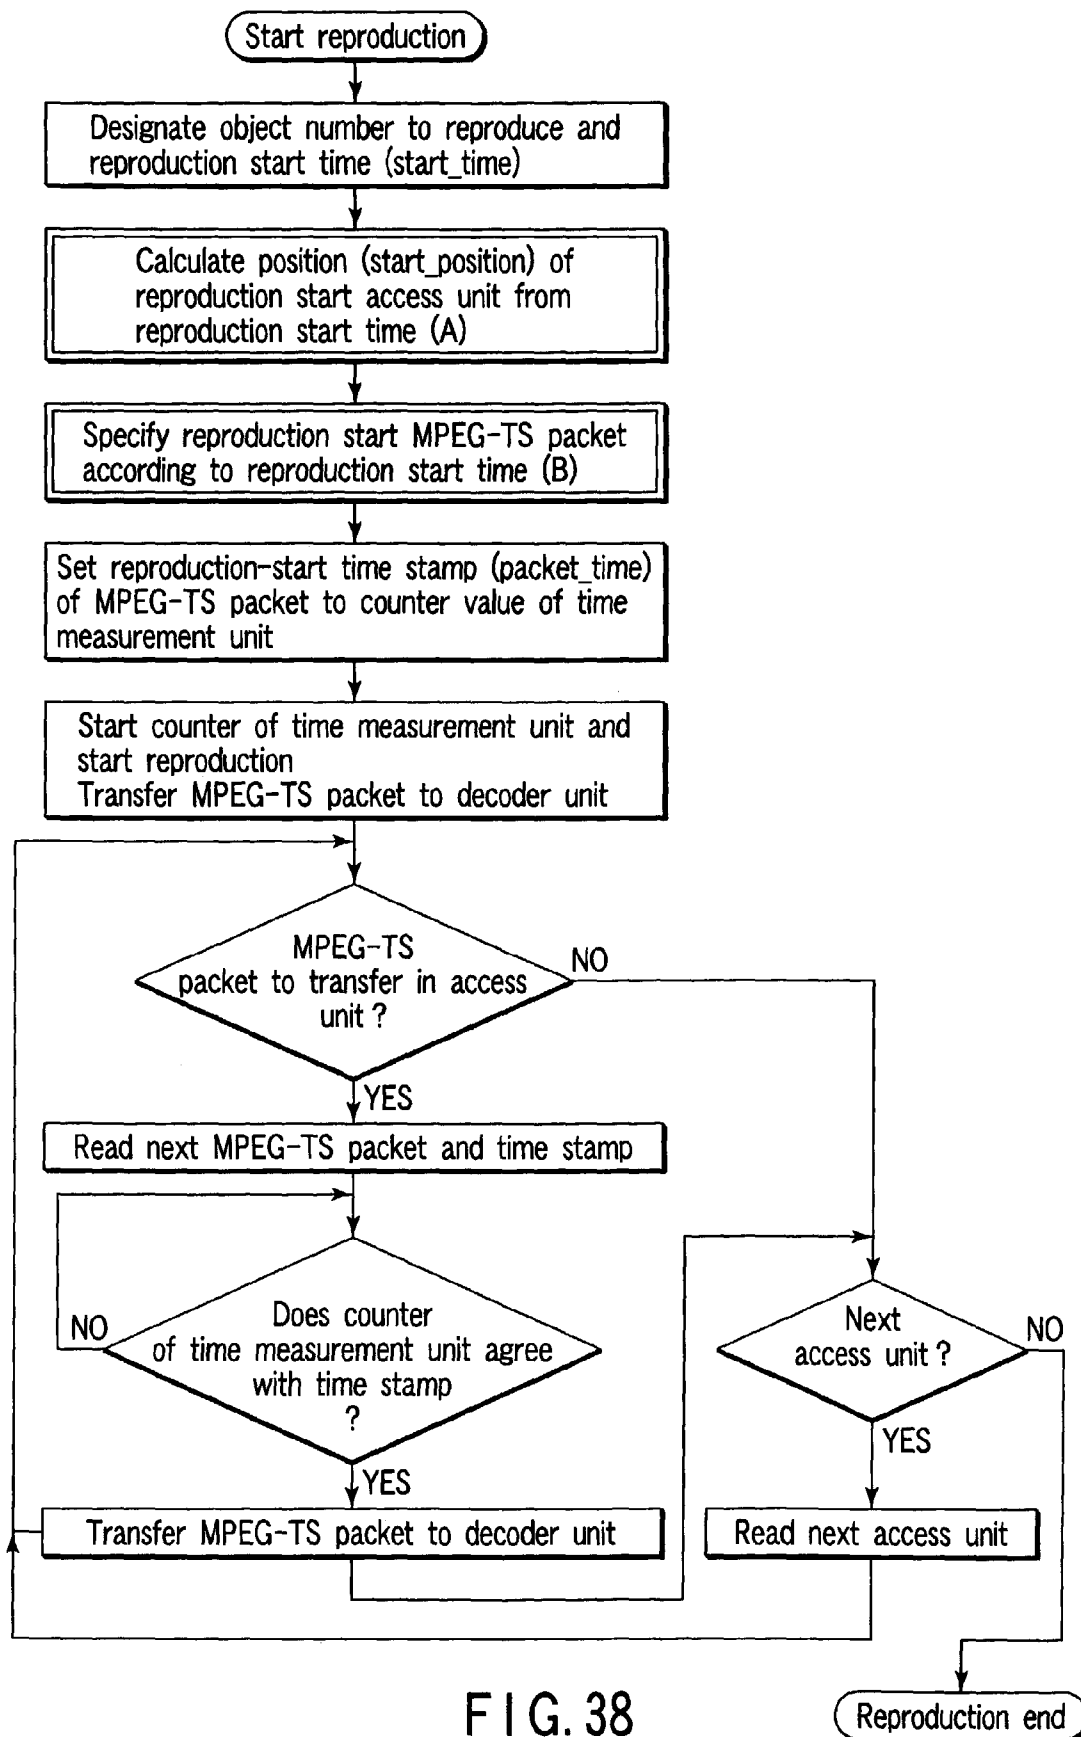 Start reproduction
Designate object number to reproduce and
reproduction start time (start_time)
Calculate position (start_position) of
reproduction start access unit from
reproduction start time (A)
Specify reproduction start MPEG-TS packet
according to reproduction start time (B)
Set reproduction-start time stamp (packet_time)
of MPEG-TS packet to counter value of time
measurement unit
Start counter of time measurement unit and
start reproduction
Transfer MPEG-TS packet to decoder unit
MPEG-TS
packet to transfer in access
unit ?
NO
YES
Read next MPEG-TS packet and time stamp
Does counter
of time measurement unit agree
with time stamp
?
NO
YES
Transfer MPEG-TS packet to decoder unit
Next
access unit ?
NO
YES
Read next access unit
Reproduction end
FIG. 38